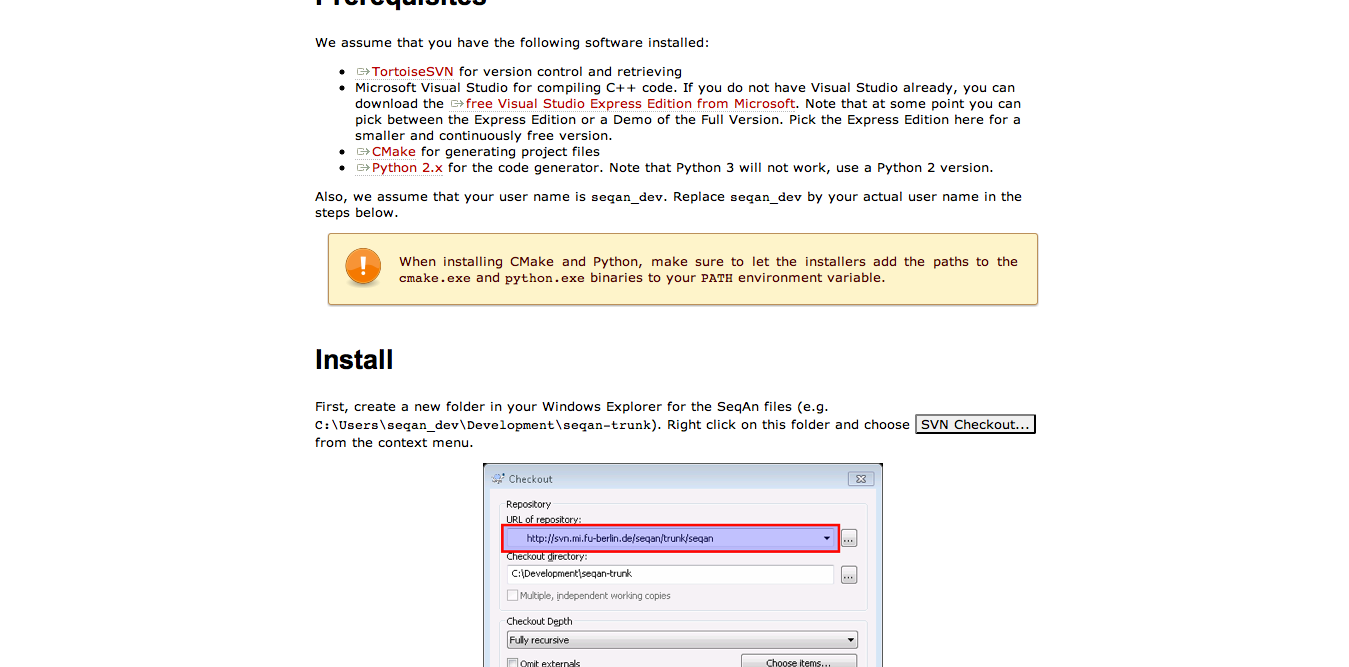 Prerequisites
We assume that you have the following software installed:
TortoiseSVN for version control and retrieving
Microsoft Visual Studio for compiling C++ code. If you do not have Visual Studio already, you can
download the free Visual Studio Express Edition from Microsoft. Note that at some point you can
pick between the Express Edition or a Demo of the Full Version. Pick the Express Edition here for a
smaller and continuously free version.
CMake for generating project files
Python 2.x for the code generator. Note that Python 3 will not work, use a Python 2 version.
Also, we assume that your user name is seqan_dev. Replace seqan_dev by your actual user name in the
steps below.
When installing CMake and Python, make sure to let the installers add the paths to the
cmake.exe and python.exe binaries to your PATH environment variable.
Install
First, create a new folder in your Windows Explorer for the SeqAn files (e.g.
C:\Users\seqan_dev\Development\seqan-trunk). Right click on this folder and choose SVN Checkout...
from the context menu.
Checkout
Repository
URL of repository:
http://svn.mi.fu-berlin.de/seqan/trunk/seqan
...
Checkout directory:
C:\Development\seqan-trunk
...
Multiple, independent working copies
Checkout Depth
Fully recursive
Omit externals
Choose items...